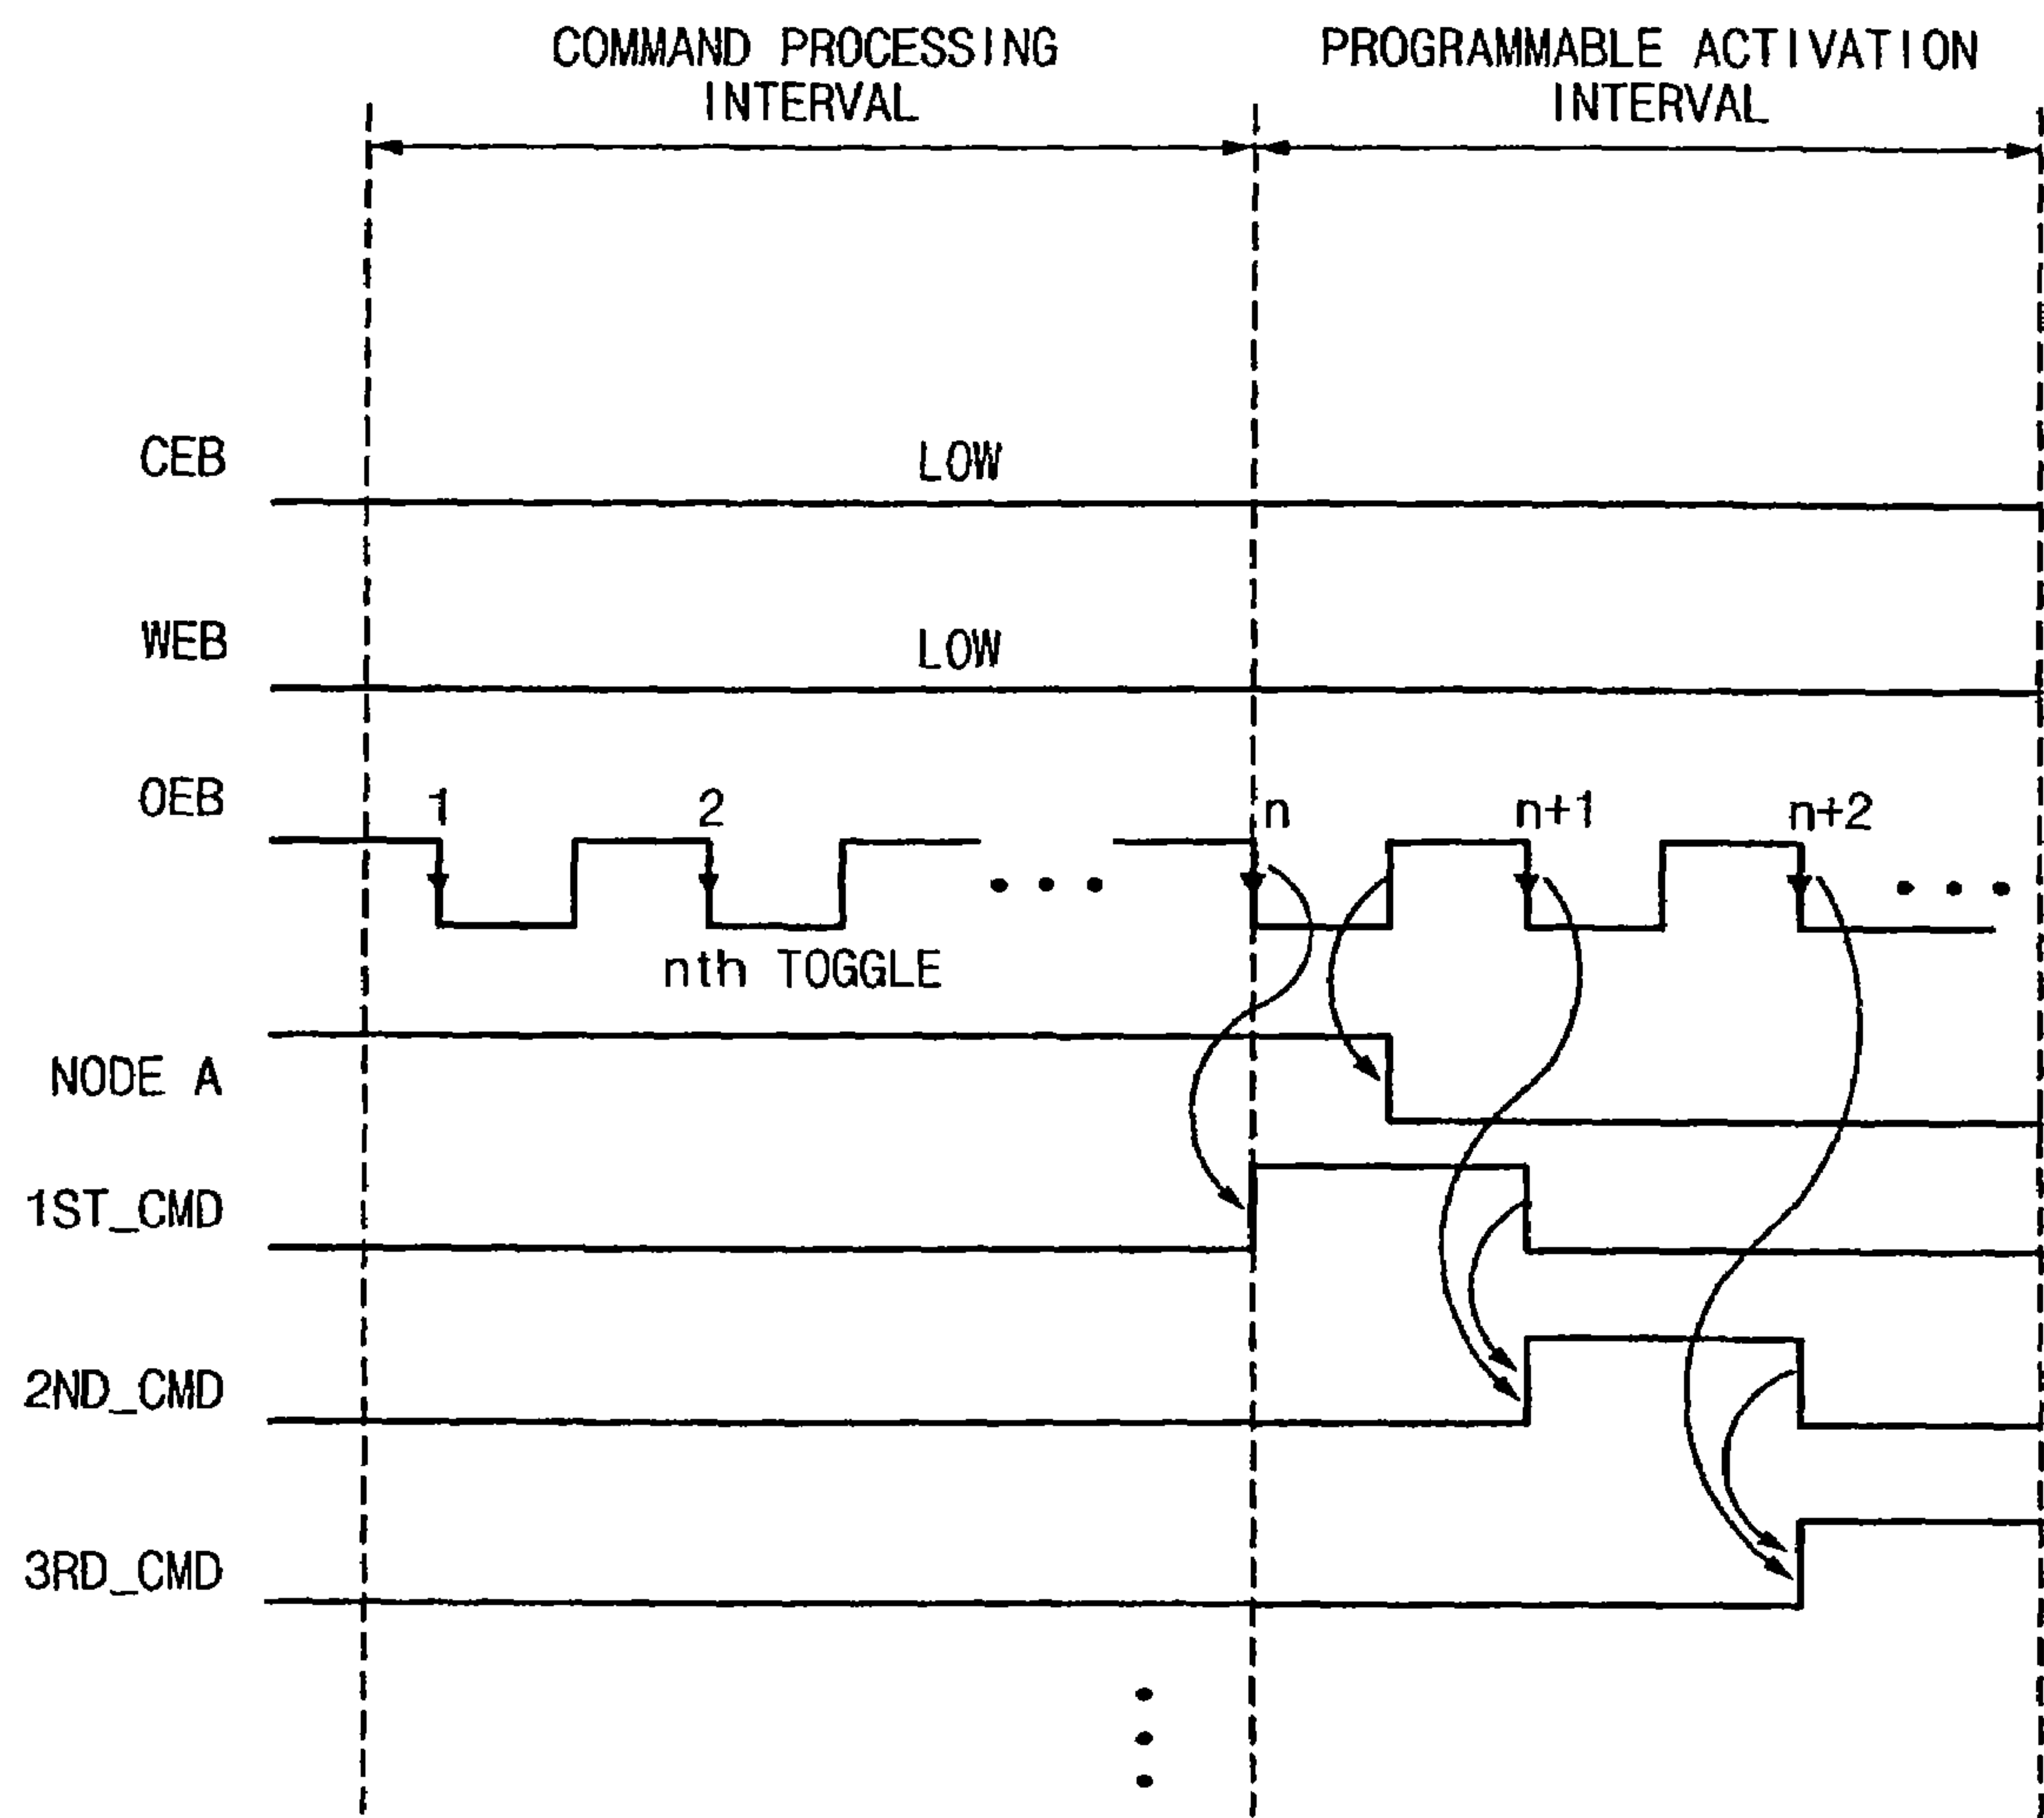 COMMAND PROCESSING
INTERVAL
PROGRAMMABLE ACTIVATION
INTERVAL
CEB
LOW
WEB
LOW
OEB
1
2
n
n+1
n+2
nth TOGGLE
NODE A
1ST_CMD
2ND_CMD
3RD_CMD